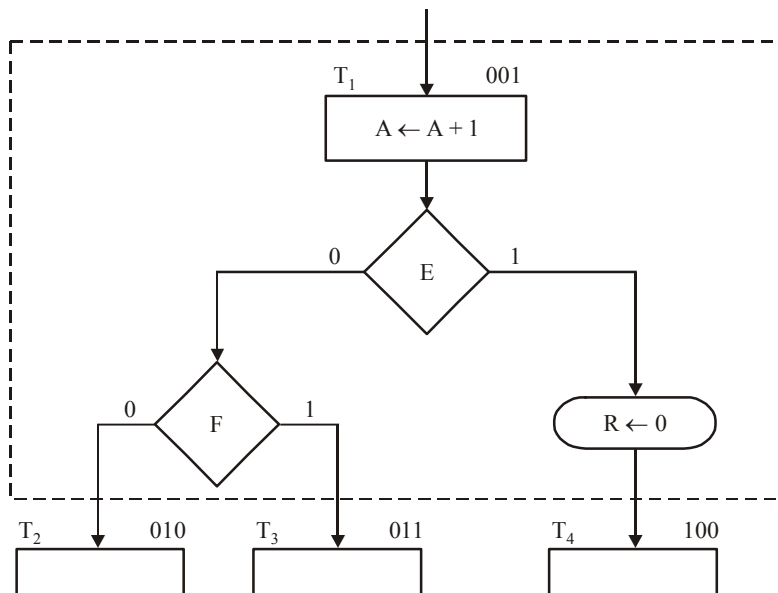 T₁ 001
A ← A + 1
0 E 1
0 F 1 R ← 0
T₂ 010 T₃ 011 T₄ 100